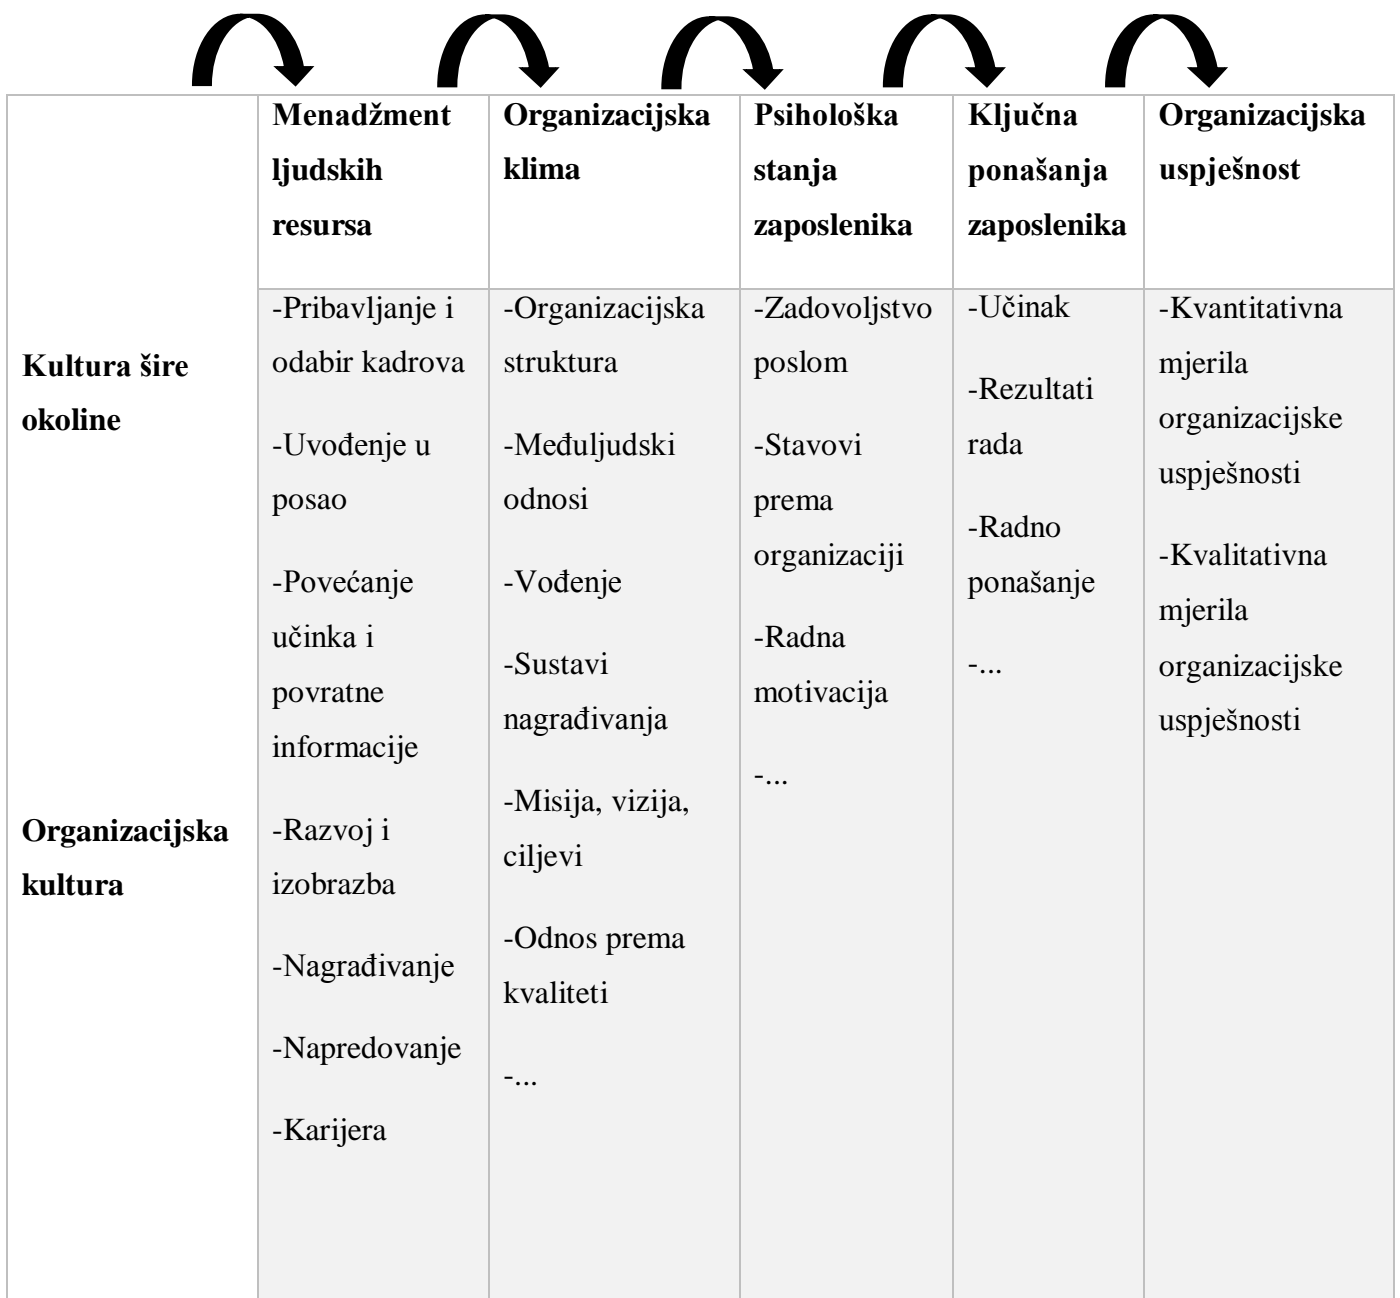 Kultura šire
okoline
Organizacijska
kultura
Menadžment
ljudskih
resursa
-Pribavljanje i
odabir kadrova
-Uvođenje u
posao
-Povećanje
učinka i
povratne
informacije
-Razvoj i
izobrazba
-Nagrađivanje
-Napredovanje
-Karijera
Organizacijska
klima
-Organizacijska
struktura
-Međuljudski
odnosi
-Vođenje
-Sustavi
nagrađivanja
-Misija, vizija,
ciljevi
-Odnos prema
kvaliteti
-...
Psihološka
stanja
zaposlenika
-Zadovoljstvo
poslom
-Stavovi
prema
organizaciji
-Radna
motivacija
-...
Ključna
ponašanja
zaposlenika
-Učinak
-Rezultati
rada
-Radno
ponašanje
-...
Organizacijska
uspješnost
-Kvantitativna
mjerila
organizacijske
uspješnosti
-Kvalitativna
mjerila
organizacijske
uspješnosti